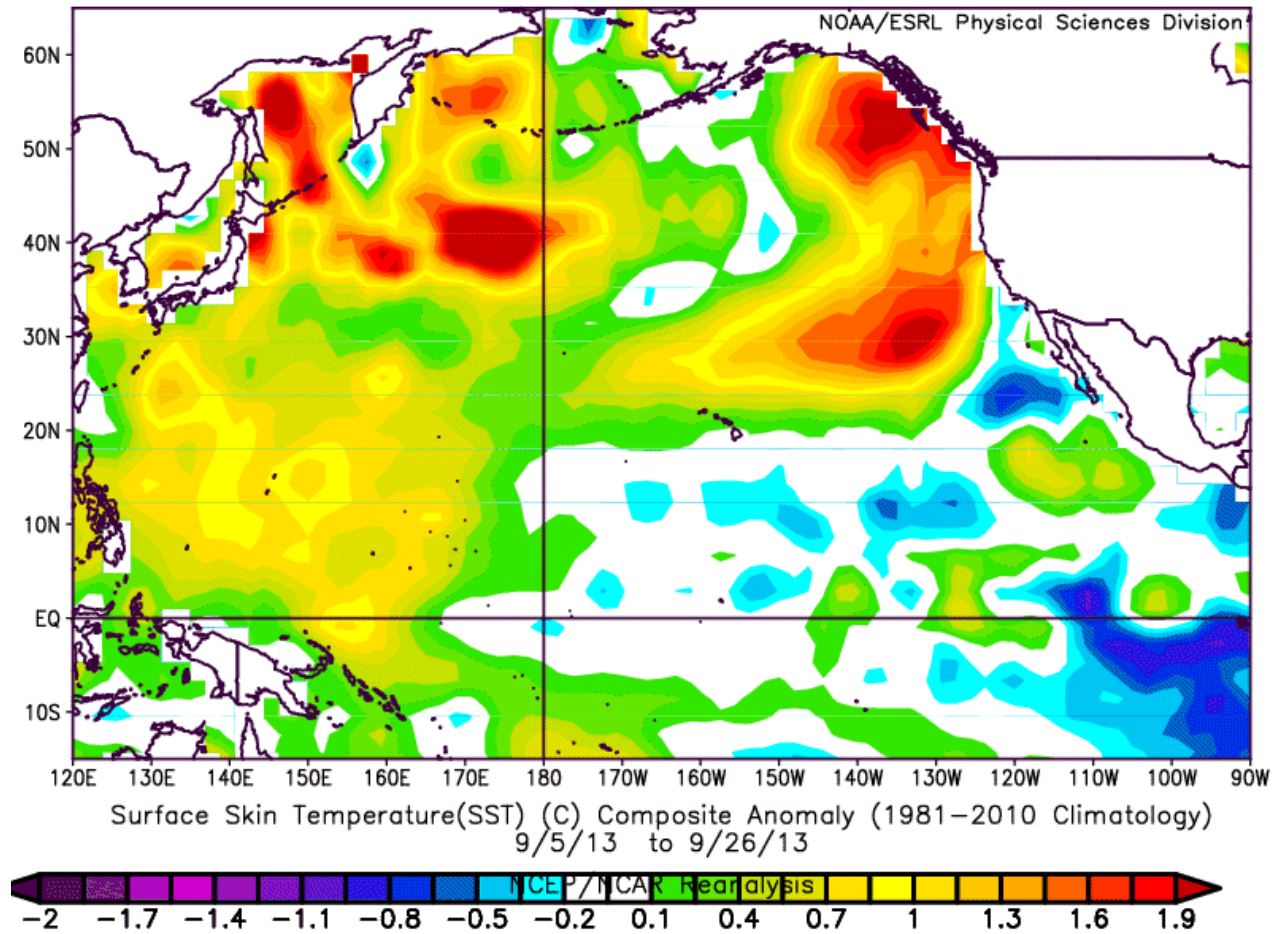 NOAA/ESRL Physical Sciences Division
60N
50N
40N
30N
20N
10N
EQ
10S
120E 130E 140E 150E 160E 170E 180 170W 160W 150W 140W 130W 120W 110W 100W 90W
Surface Skin Temperature(SST) (C) Composite Anomaly (1981-2010 Climatology)
9/5/13 to 9/26/13
NCEP/NCAR Reanalysis
-2 -1.7 -1.4 -1.1 -0.8 -0.5 -0.2 0.1 0.4 0.7 1 1.3 1.6 1.9